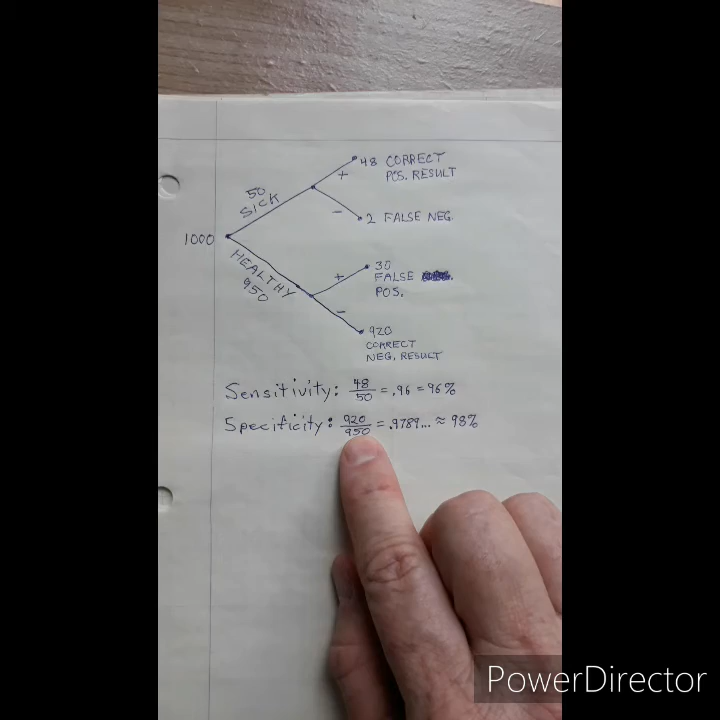 50
SICK
1000
HEALTHY
950
+
48 CORRECT
POS. RESULT
-
2 FALSE NEG.
+
30
FALSE
POS.
-
920
CORRECT
NEG. RESULT
Sensitivity: 48/50 = .96 = 96%
Specificity: 920/950 = .9789... ≈ 98%
PowerDirector